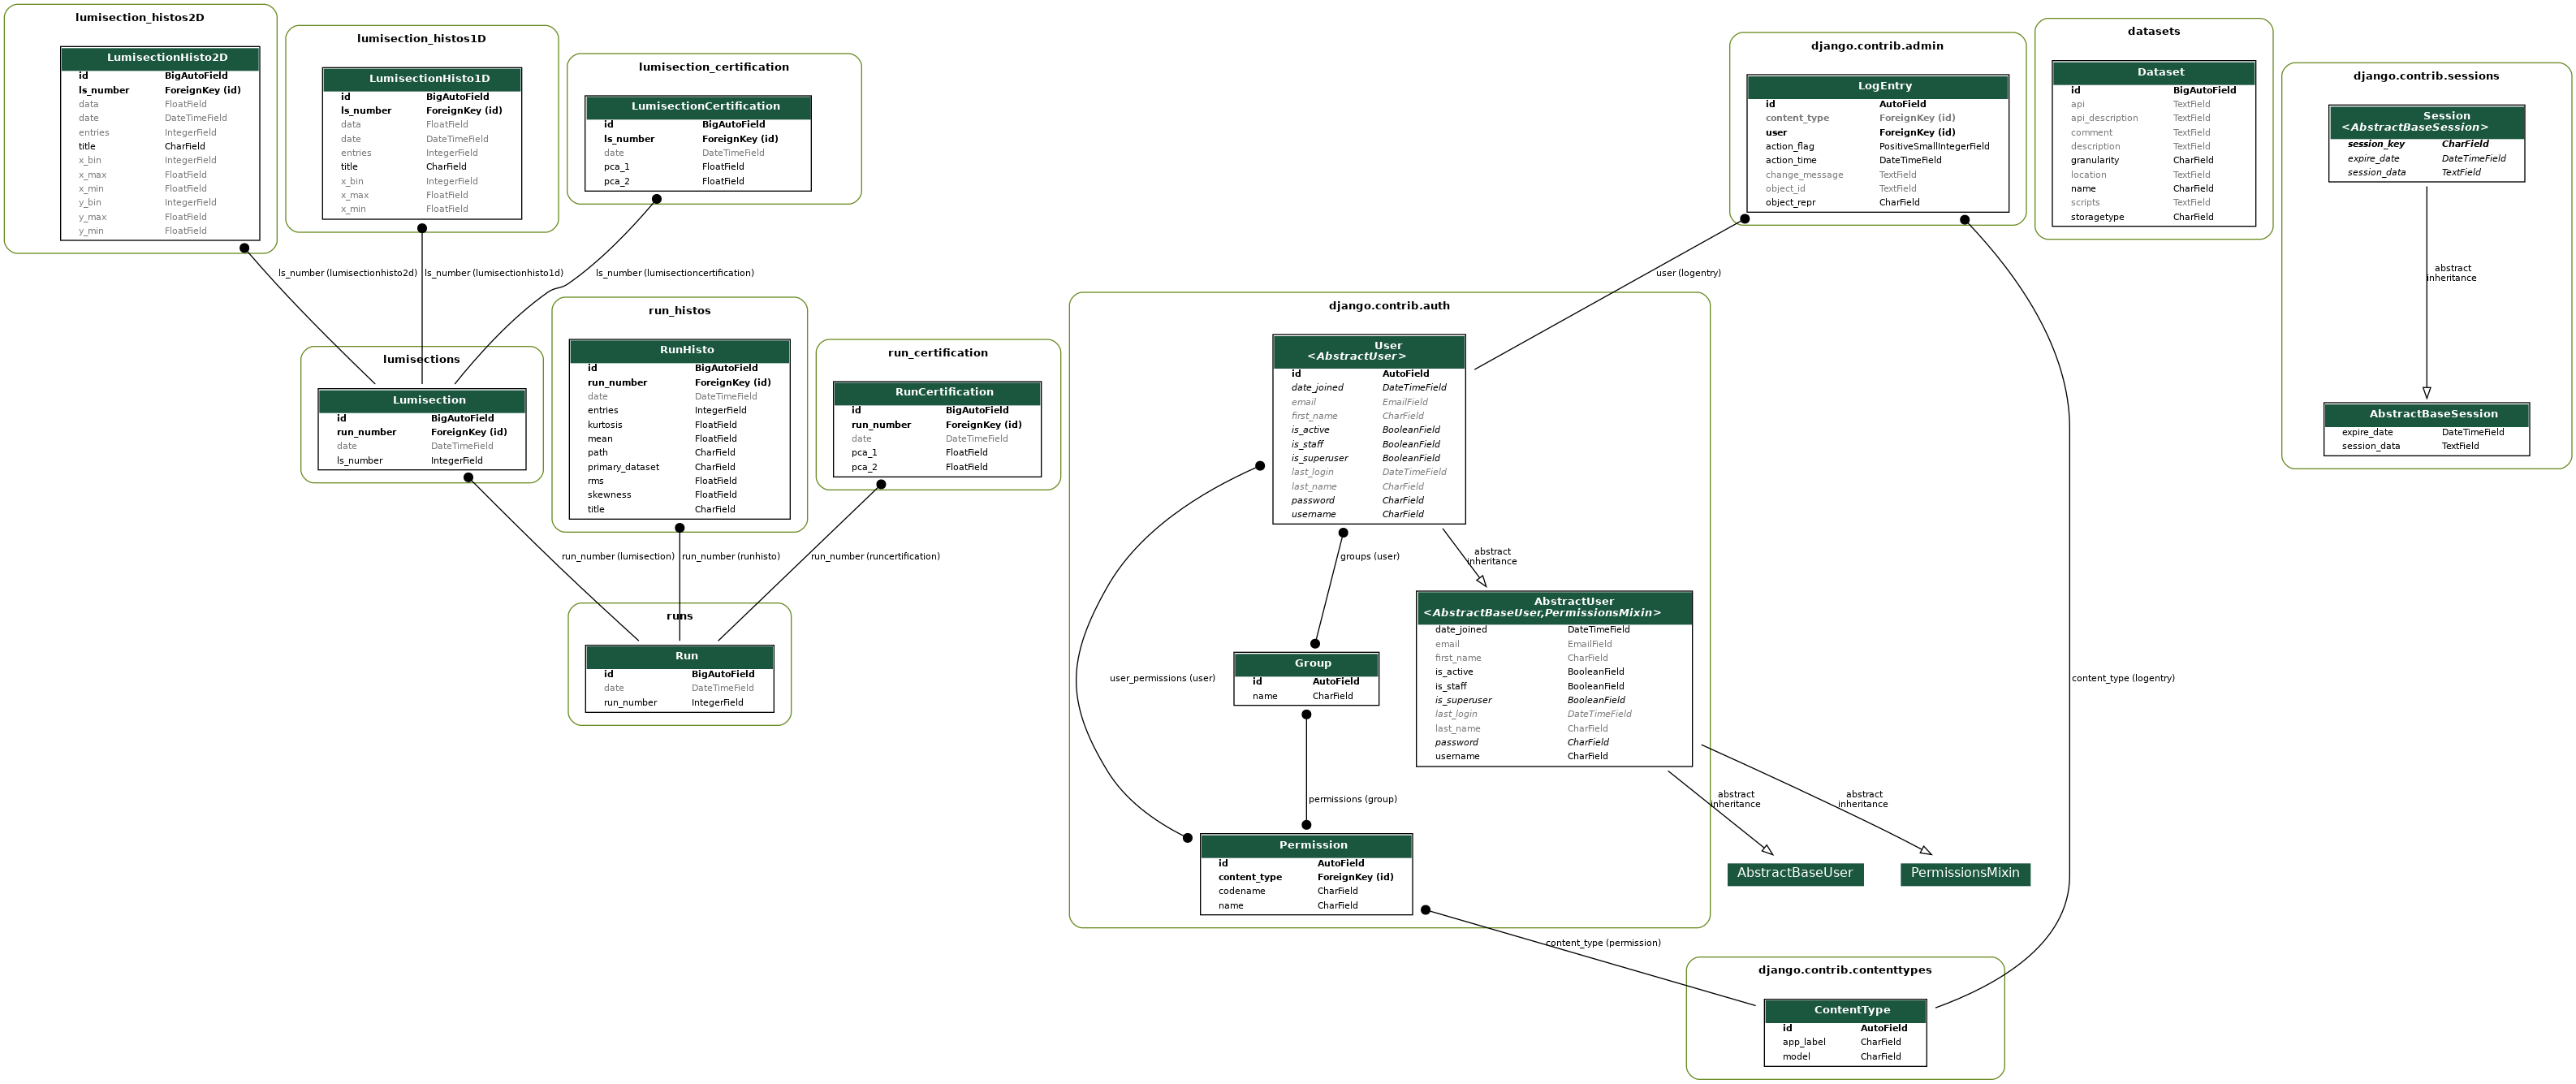 lumisection_histos2D
LumisectionHisto2D
id BigAutoField
ls_number ForeignKey (id)
data FloatField
date DateTimeField
entries IntegerField
title CharField
x_bin IntegerField
x_max FloatField
x_min FloatField
y_bin IntegerField
y_max FloatField
y_min FloatField
lumisection_histos1D
LumisectionHisto1D
id BigAutoField
ls_number ForeignKey (id)
data FloatField
date DateTimeField
entries IntegerField
title CharField
x_bin IntegerField
x_max FloatField
x_min FloatField
lumisection_certification
LumisectionCertification
id BigAutoField
ls_number ForeignKey (id)
date DateTimeField
pca_1 FloatField
pca_2 FloatField
ls_number (lumisectionhisto2d)
ls_number (lumisectionhisto1d)
ls_number (lumisectioncertification)
lumisections
Lumisection
id BigAutoField
run_number ForeignKey (id)
date DateTimeField
ls_number IntegerField
run_histos
RunHisto
id BigAutoField
run_number ForeignKey (id)
date DateTimeField
entries IntegerField
kurtosis FloatField
mean FloatField
path CharField
primary_dataset CharField
rms FloatField
skewness FloatField
title CharField
run_certification
RunCertification
id BigAutoField
run_number ForeignKey (id)
date DateTimeField
pca_1 FloatField
pca_2 FloatField
run_number (lumisection)
run_number (runhisto)
run_number (runcertification)
runs
Run
id BigAutoField
date DateTimeField
run_number IntegerField
django.contrib.admin
LogEntry
id AutoField
content_type ForeignKey (id)
user ForeignKey (id)
action_flag PositiveSmallIntegerField
action_time DateTimeField
change_message TextField
object_id TextField
object_repr CharField
datasets
Dataset
id BigAutoField
api TextField
api_description TextField
comment TextField
description TextField
granularity CharField
location TextField
name CharField
scripts TextField
storagetype CharField
django.contrib.sessions
Session
<AbstractBaseSession>
session_key CharField
expire_date DateTimeField
session_data TextField
abstract
inheritance
AbstractBaseSession
expire_date DateTimeField
session_data TextField
user (logentry)
django.contrib.auth
User
<AbstractUser>
id AutoField
date_joined DateTimeField
email EmailField
first_name CharField
is_active BooleanField
is_staff BooleanField
is_superuser BooleanField
last_login DateTimeField
last_name CharField
password CharField
username CharField
groups (user)
abstract
inheritance
AbstractUser
<AbstractBaseUser,PermissionsMixin>
date_joined DateTimeField
email EmailField
first_name CharField
is_active BooleanField
is_staff BooleanField
is_superuser BooleanField
last_login DateTimeField
last_name CharField
password CharField
username CharField
Group
id AutoField
name CharField
user_permissions (user)
content_type (logentry)
permissions (group)
abstract
inheritance
abstract
inheritance
Permission
id AutoField
content_type ForeignKey (id)
codename CharField
name CharField
AbstractBaseUser
PermissionsMixin
content_type (permission)
django.contrib.contenttypes
ContentType
id AutoField
app_label CharField
model CharField